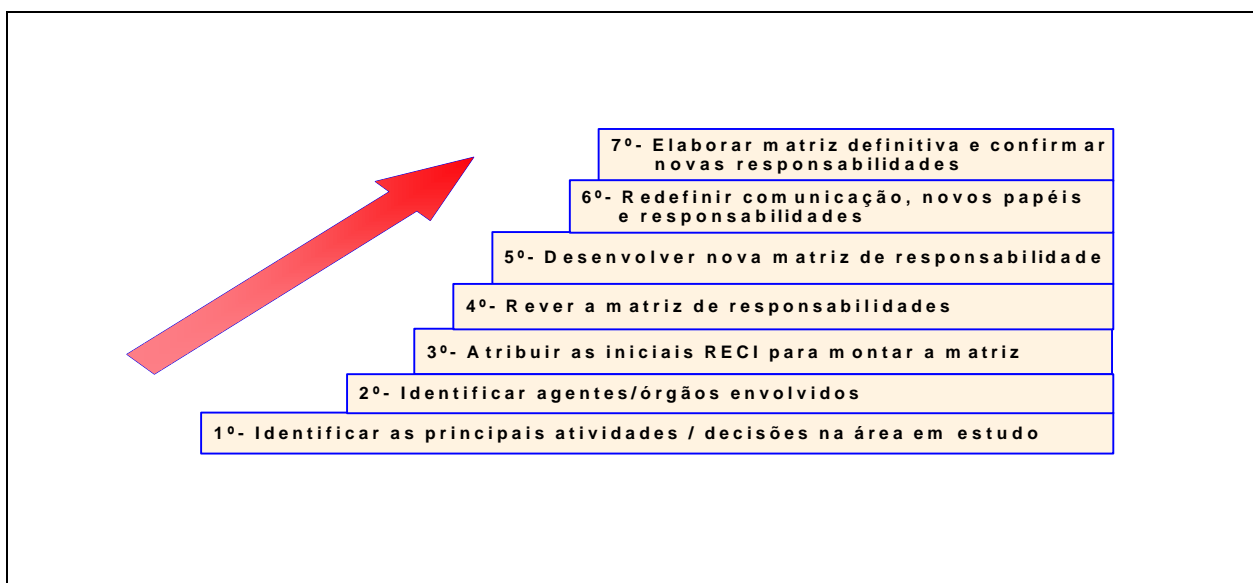 7º- Elaborar matriz definitiva e confirmar
novas responsabilidades
6º- Redefinir comunicação, novos papéis
e responsabilidades
5º- Desenvolver nova matriz de responsabilidade
4º- Rever a matriz de responsabilidades
3º- Atribuir as iniciais RECI para montar a matriz
2º- Identificar agentes/órgãos envolvidos
1º- Identificar as principais atividades / decisões na área em estudo